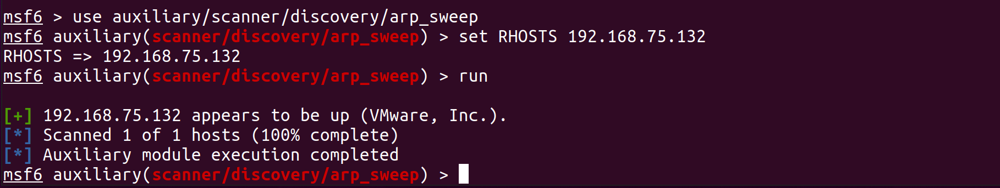 msf6 > use auxiliary/scanner/discovery/arp_sweep
msf6 auxiliary(scanner/discovery/arp_sweep) > set RHOSTS 192.168.75.132
RHOSTS => 192.168.75.132
msf6 auxiliary(scanner/discovery/arp_sweep) > run
[+] 192.168.75.132 appears to be up (VMware, Inc.).
[*] Scanned 1 of 1 hosts (100% complete)
[*] Auxiliary module execution completed
msf6 auxiliary(scanner/discovery/arp_sweep) >